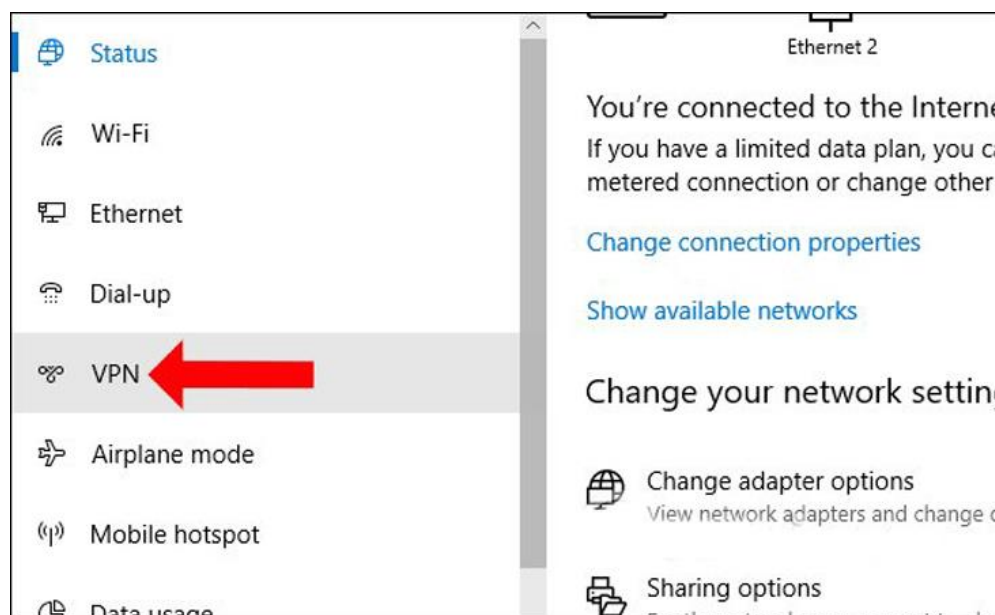 Status
Wi-Fi
Ethernet
Dial-up
VPN
Airplane mode
Mobile hotspot
Data usage
Ethernet 2
You're connected to the Interne
If you have a limited data plan, you ca
metered connection or change other
Change connection properties
Show available networks
Change your network settin
Change adapter options
View network adapters and change
Sharing options